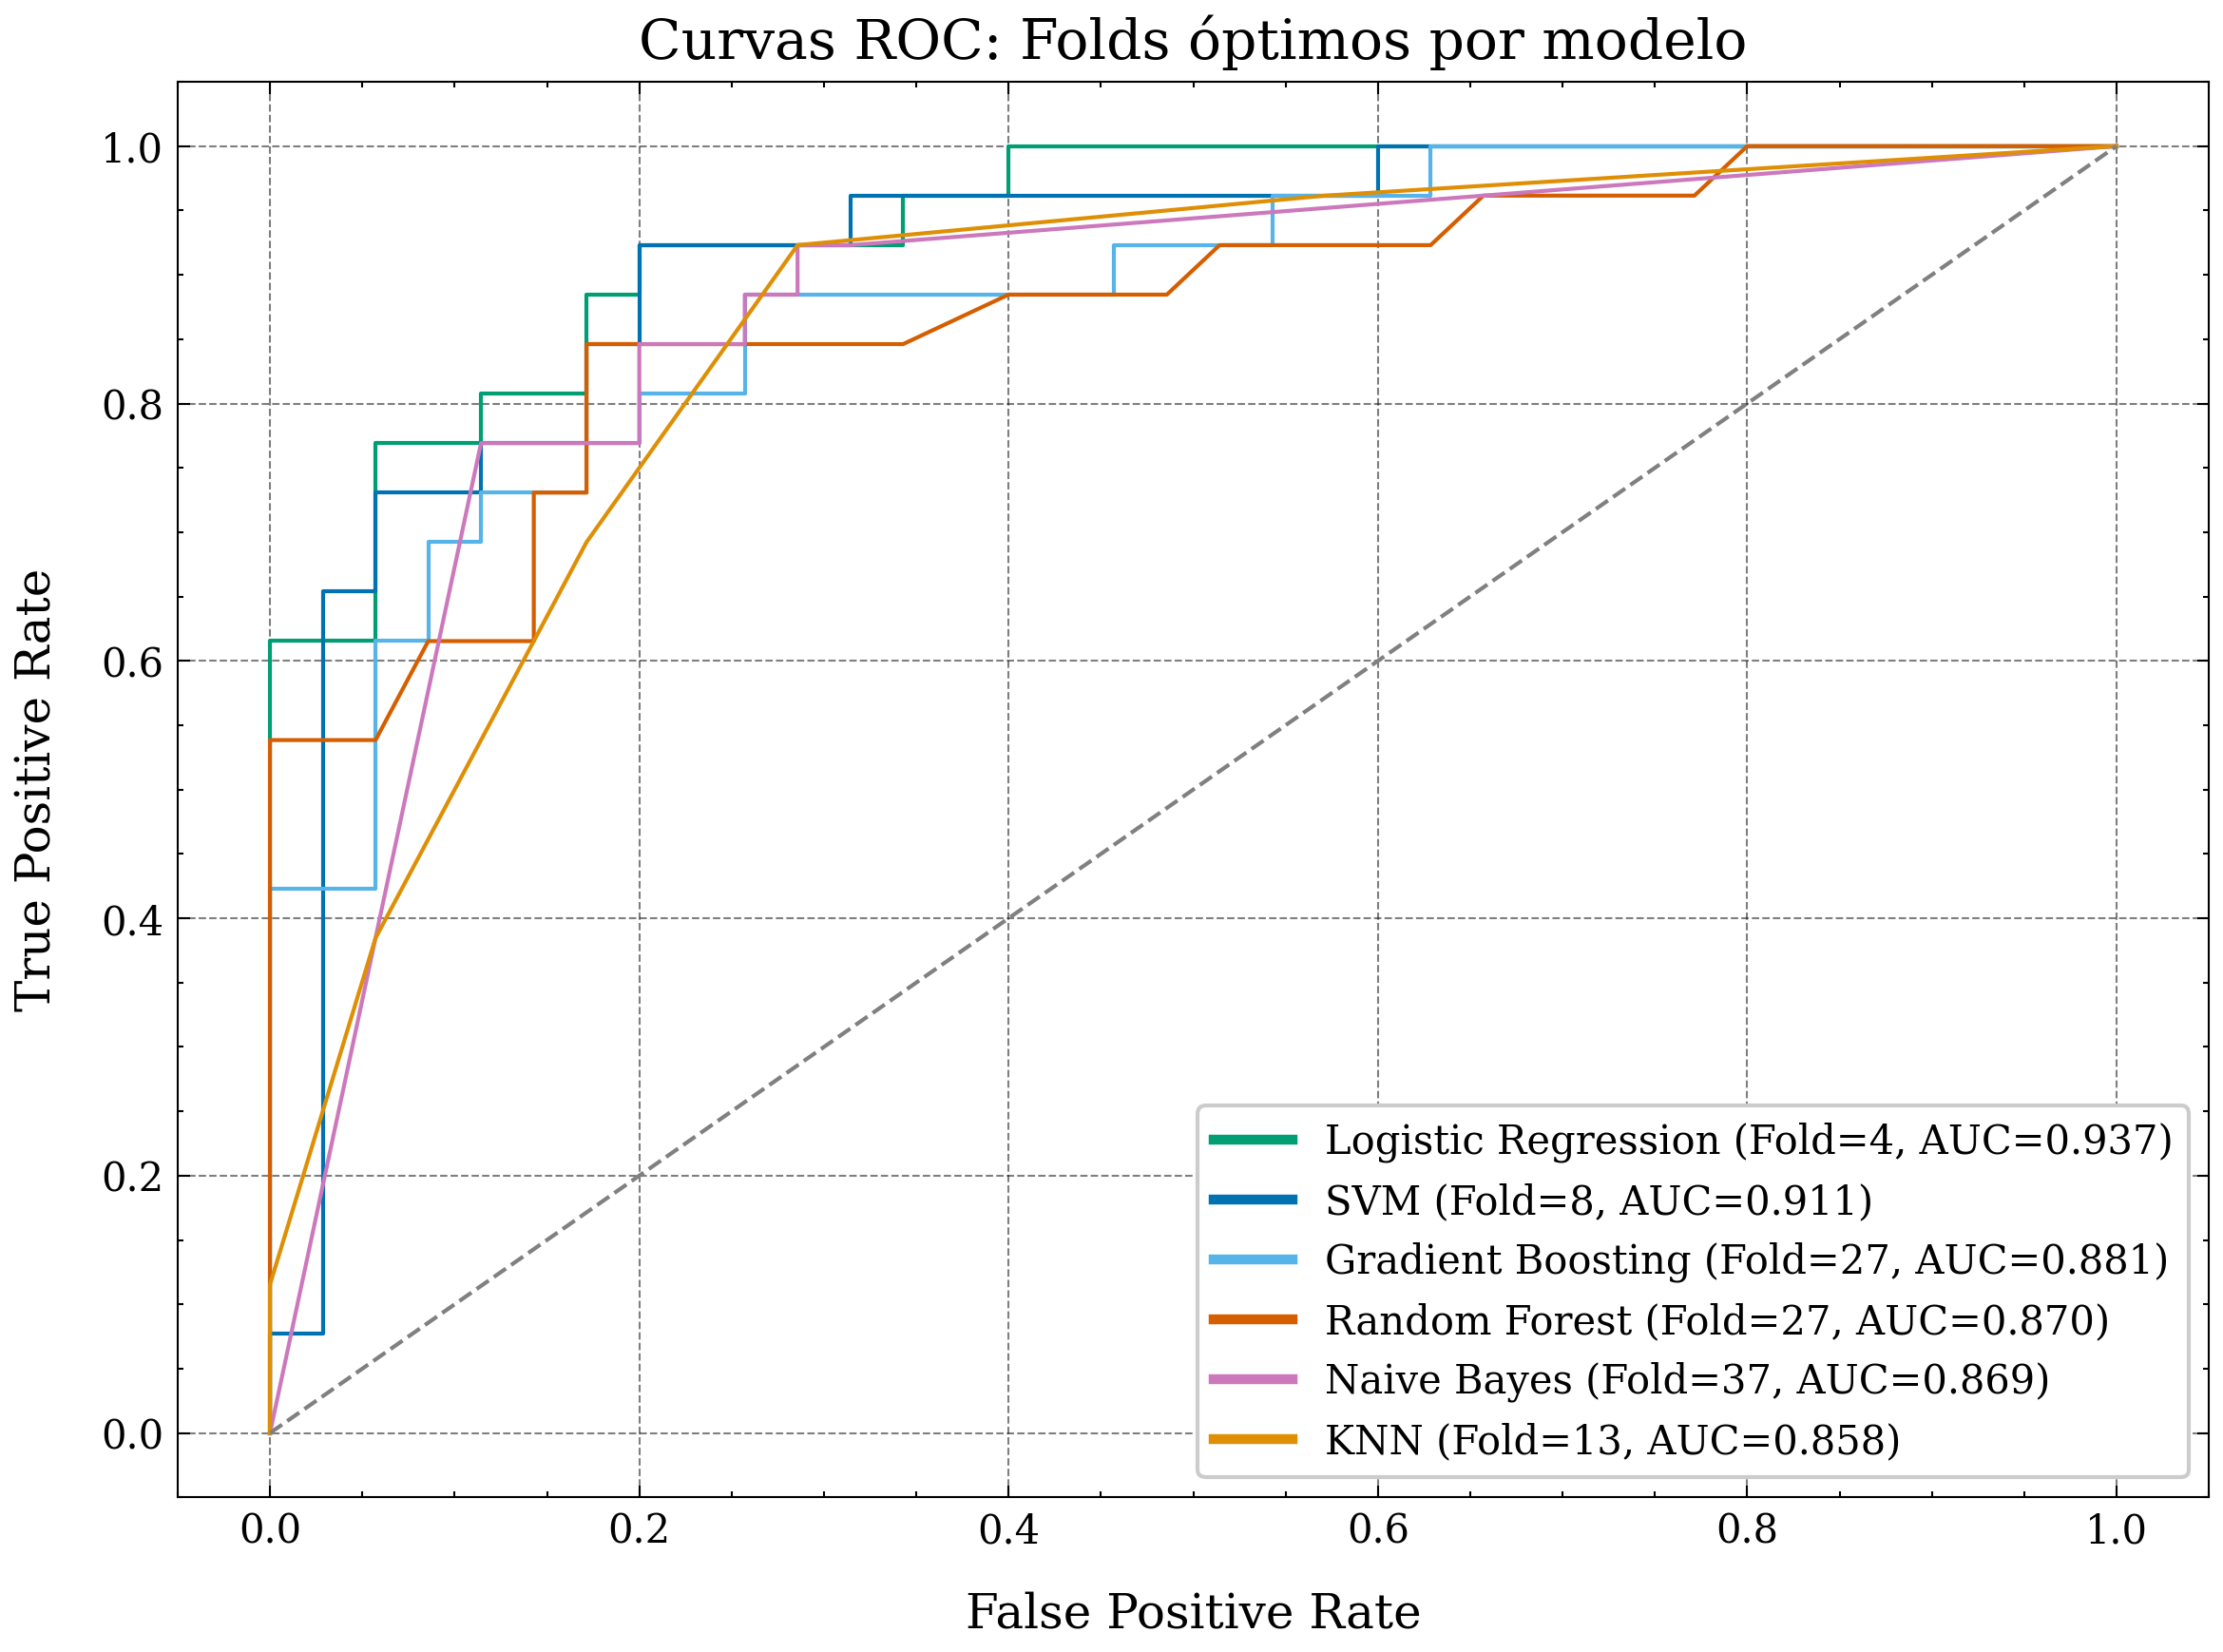 Curvas ROC: Folds óptimos por modelo
True Positive Rate
1.0
0.8
0.6
0.4
0.2
0.0
0.0 0.2 0.4 0.6 0.8 1.0
False Positive Rate
Logistic Regression (Fold=4, AUC=0.937)
SVM (Fold=8, AUC=0.911)
Gradient Boosting (Fold=27, AUC=0.881)
Random Forest (Fold=27, AUC=0.870)
Naive Bayes (Fold=37, AUC=0.869)
KNN (Fold=13, AUC=0.858)